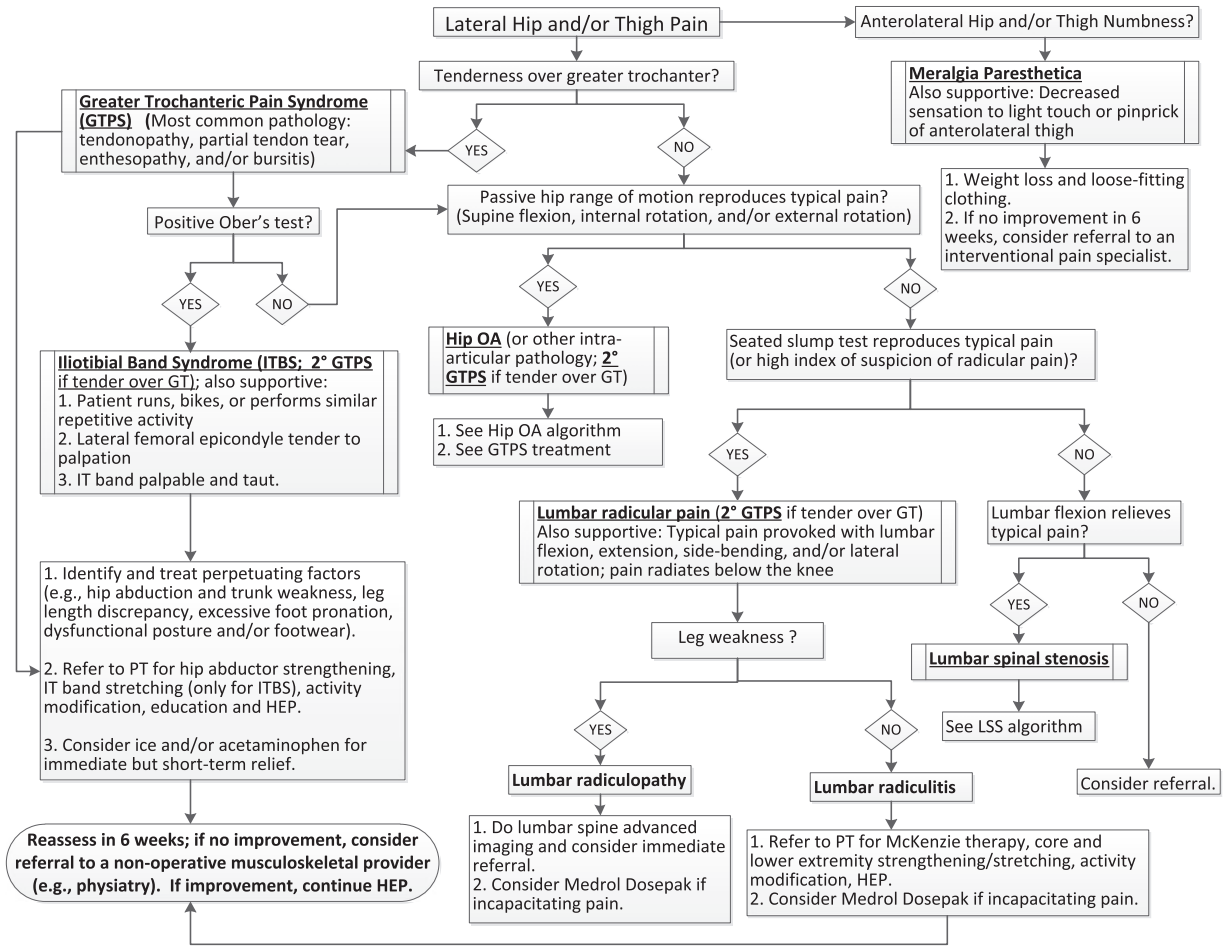 Lateral Hip and/or Thigh Pain
Anterolateral Hip and/or Thigh Numbness?
Tenderness over greater trochanter?
Meralgia Paresthetica
Also supportive: Decreased
sensation to light touch or pinprick
of anterolateral thigh
Greater Trochanteric Pain Syndrome
(GTPS) (Most common pathology:
tendonopathy, partial tendon tear,
enthesopathy, and/or bursitis)
YES
NO
1. Weight loss and loose-fitting
clothing.
2. If no improvement in 6
weeks, consider referral to an
interventional pain specialist.
Passive hip range of motion reproduces typical pain?
(Supine flexion, internal rotation, and/or external rotation)
Positive Ober's test?
YES
NO
YES
NO
Iliotibial Band Syndrome (ITBS; 2° GTPS
if tender over GT); also supportive:
1. Patient runs, bikes, or performs similar
repetitive activity
2. Lateral femoral epicondyle tender to
palpation
3. IT band palpable and taut.
Hip OA (or other intra-
articular pathology; 2°
GTPS if tender over GT)
Seated slump test reproduces typical pain
(or high index of suspicion of radicular pain)?
1. See Hip OA algorithm
2. See GTPS treatment
YES
NO
Lumbar radicular pain (2° GTPS if tender over GT)
Also supportive: Typical pain provoked with lumbar
flexion, extension, side-bending, and/or lateral
rotation; pain radiates below the knee
Lumbar flexion relieves
typical pain?
1. Identify and treat perpetuating factors
(e.g., hip abduction and trunk weakness, leg
length discrepancy, excessive foot pronation,
dysfunctional posture and/or footwear).
2. Refer to PT for hip abductor strengthening,
IT band stretching (only for ITBS), activity
modification, education and HEP.
3. Consider ice and/or acetaminophen for
immediate but short-term relief.
YES
NO
Leg weakness ?
Lumbar spinal stenosis
YES
NO
See LSS algorithm
Lumbar radiculopathy
Lumbar radiculitis
Consider referral.
Reassess in 6 weeks; if no improvement, consider
referral to a non-operative musculoskeletal provider
(e.g., physiatry). If improvement, continue HEP.
1. Do lumbar spine advanced
imaging and consider immediate
referral.
2. Consider Medrol Dosepak if
incapacitating pain.
1. Refer to PT for McKenzie therapy, core and
lower extremity strengthening/stretching, activity
modification, HEP.
2. Consider Medrol Dosepak if incapacitating pain.